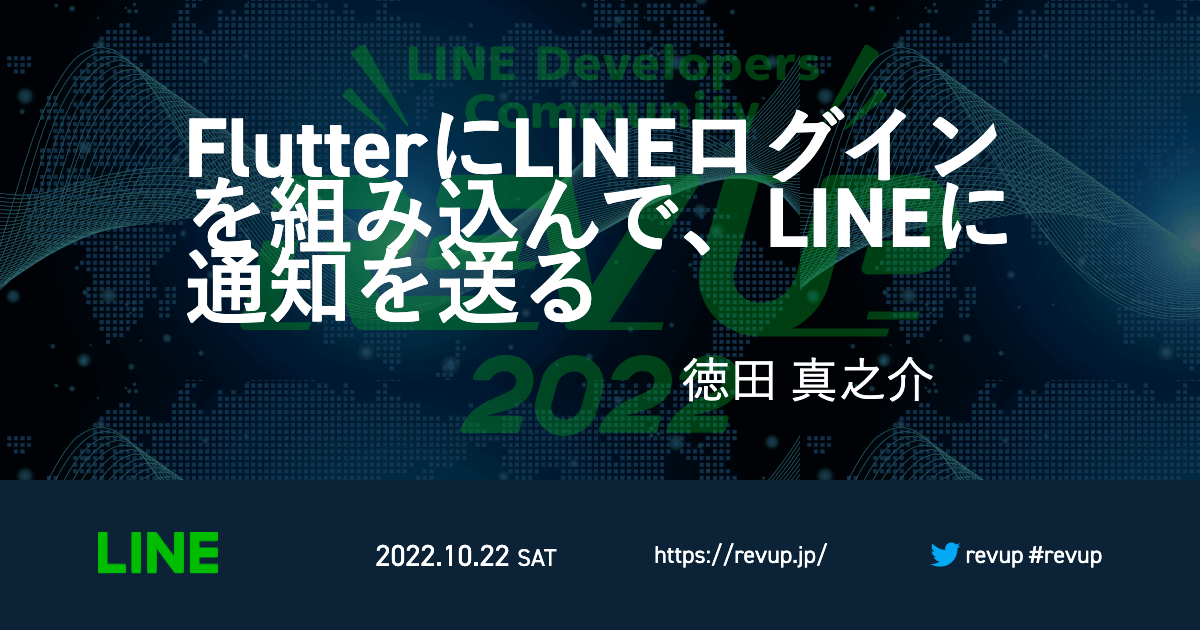 LINE Developers
Community
REVUP
2022
FlutterにLINEログイン
を組み込んで、LINEに
通知を送る
徳田 真之介
LINE
2022.10.22 SAT
https://revup.jp/
revup #revup